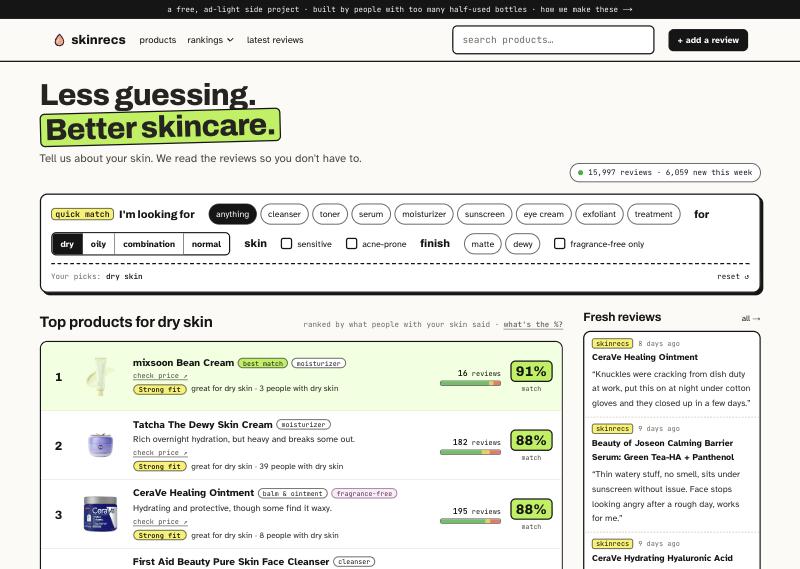 a free, ad-light side project · built by people with too many half-used bottles · how we make these →
skinrecs
products
rankings
latest reviews
search products…
+ add a review
Less guessing.
Better skincare.
Tell us about your skin. We read the reviews so you don't have to.
15,997 reviews · 6,059 new this week
quick match I'm looking for anything cleanser toner serum moisturizer sunscreen eye cream exfoliant treatment for
dry oily combination normal skin sensitive acne-prone finish matte dewy fragrance-free only
Your picks: dry skin
reset ↺
Top products for dry skin
ranked by what people with your skin said · what's the %?
1
mixsoon Bean Cream best match moisturizer
check price ↗
Strong fit great for dry skin · 3 people with dry skin
16 reviews
91%
match
2
Tatcha The Dewy Skin Cream moisturizer
Rich overnight hydration, but heavy and breaks some out.
check price ↗
Strong fit great for dry skin · 39 people with dry skin
182 reviews
88%
match
3
CeraVe
CeraVe Healing Ointment balm & ointment fragrance-free
Hydrating and protective, though some find it waxy.
check price ↗
Strong fit great for dry skin · 8 people with dry skin
195 reviews
88%
match
First Aid Beauty Pure Skin Face Cleanser cleanser
Fresh reviews
all →
skinrecs 8 days ago
CeraVe Healing Ointment
“Knuckles were cracking from dish duty
at work, put this on at night under cotton
gloves and they closed up in a few days.”
skinrecs 9 days ago
Beauty of Joseon Calming Barrier
Serum: Green Tea-HA + Panthenol
“Thin watery stuff, no smell, sits under
sunscreen without issue. Face stops
looking angry after a rough day, works
for me.”
skinrecs 9 days ago
CeraVe Hydrating Hyaluronic Acid